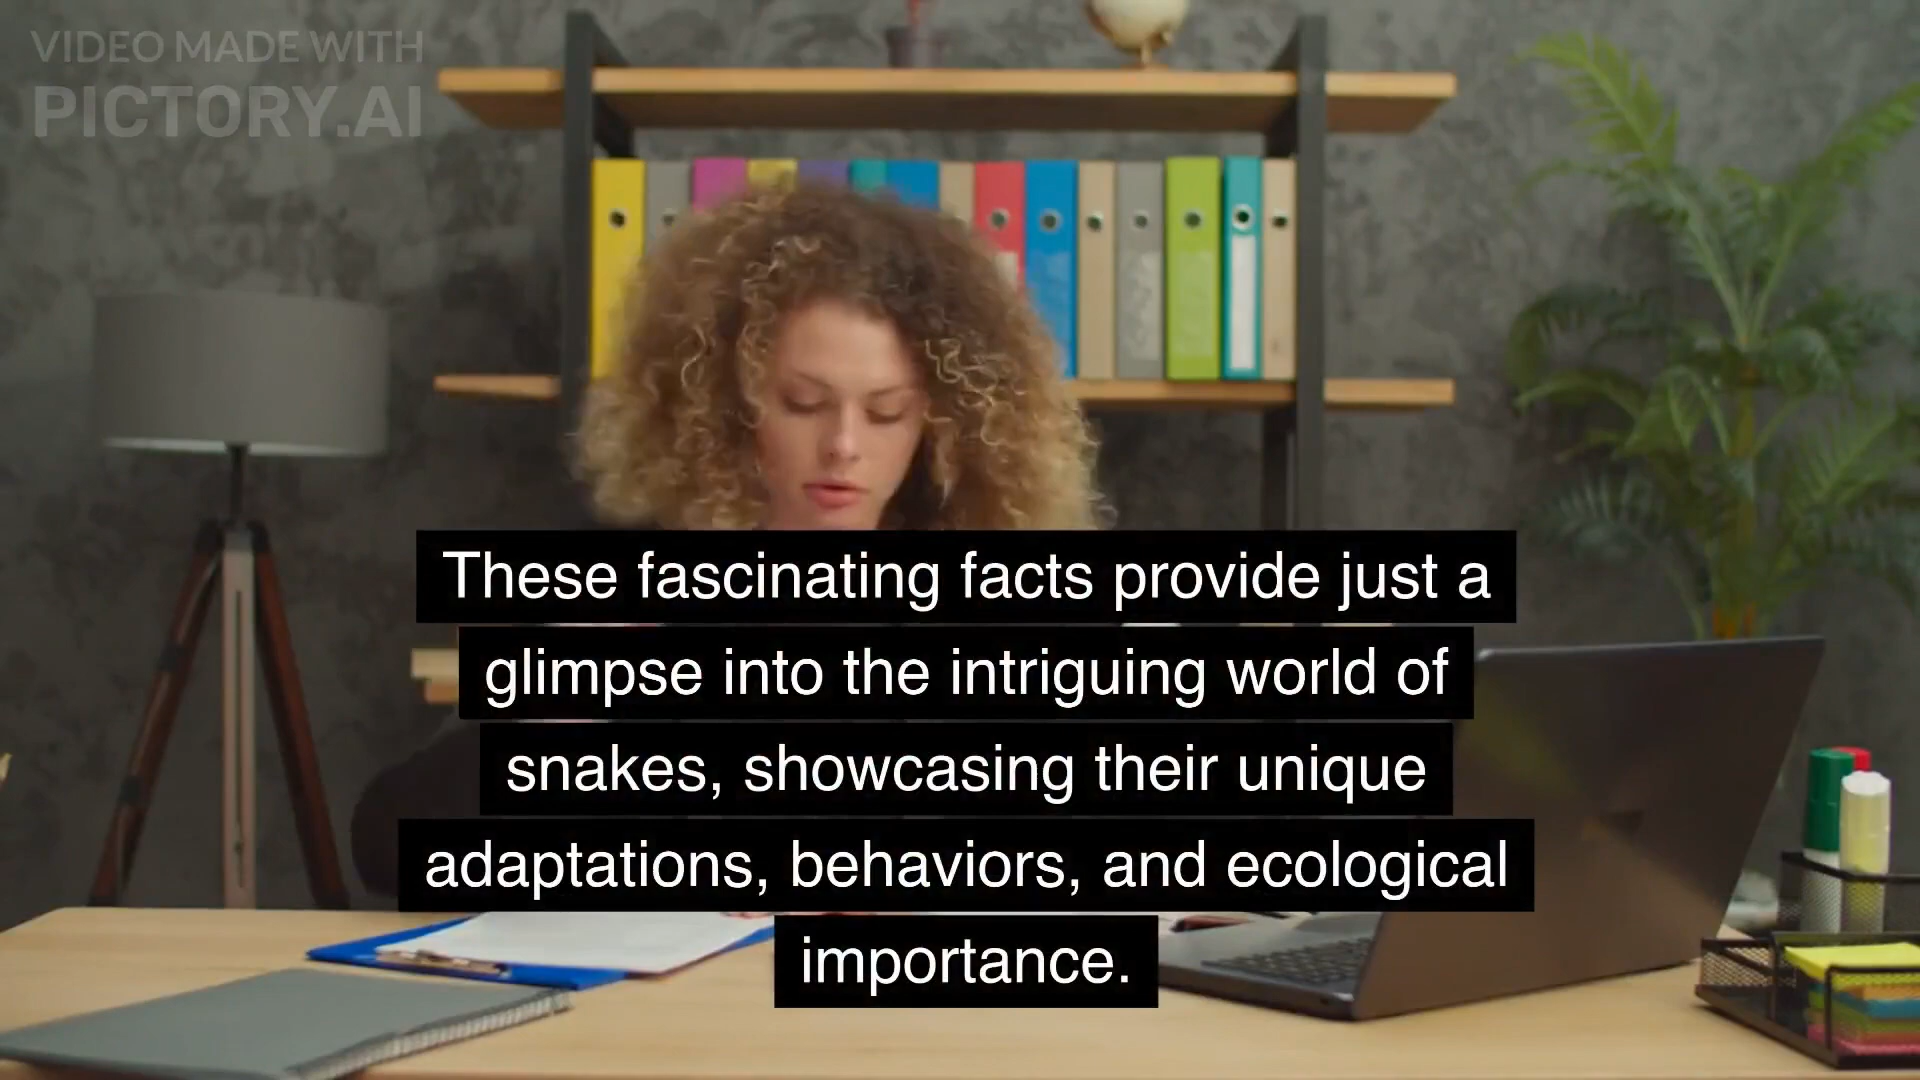 VIDEO MADE WITH
PICTORY.AI
These fascinating facts provide just a
glimpse into the intriguing world of
snakes, showcasing their unique
adaptations, behaviors, and ecological
importance.